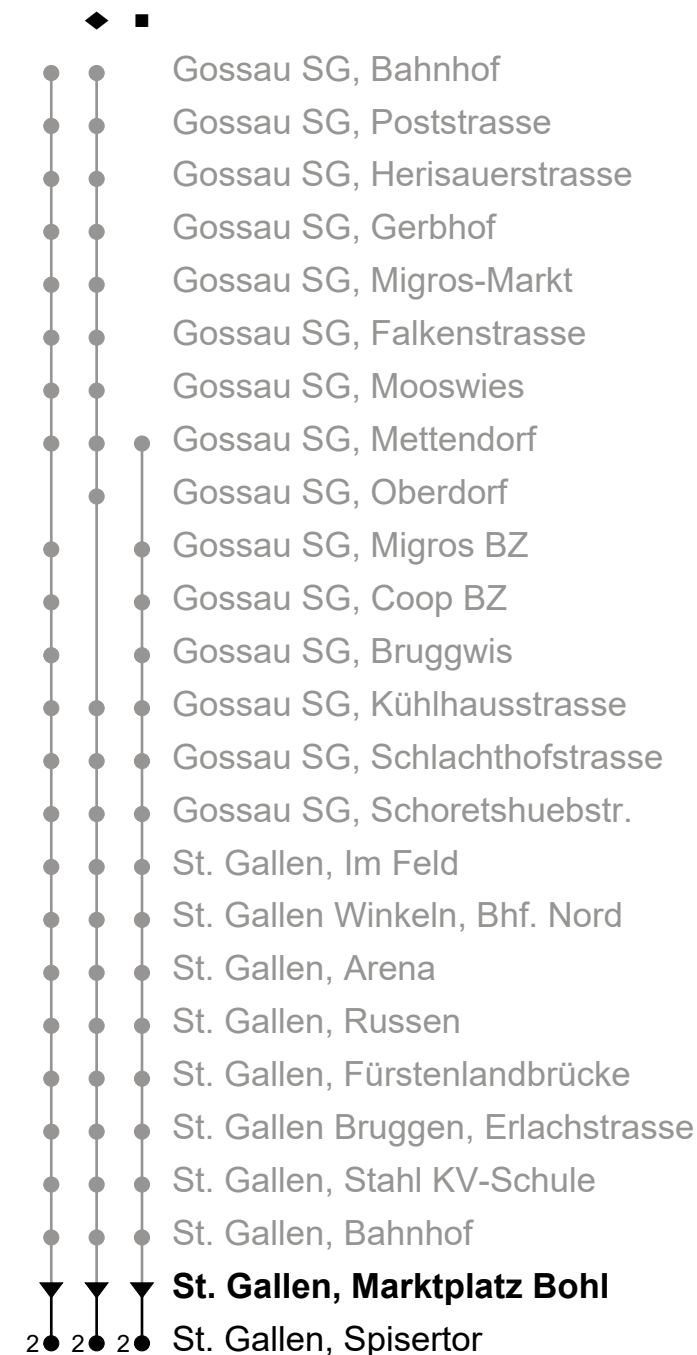 Gossau SG, Bahnhof
Gossau SG, Poststrasse
Gossau SG, Herisauerstrasse
Gossau SG, Gerbhof
Gossau SG, Migros-Markt
Gossau SG, Falkenstrasse
Gossau SG, Mooswies
Gossau SG, Mettendorf
Gossau SG, Oberdorf
Gossau SG, Migros BZ
Gossau SG, Coop BZ
Gossau SG, Bruggwis
Gossau SG, Kühlhausstrasse
Gossau SG, Schlachthofstrasse
Gossau SG, Schoretshuebstr.
St. Gallen, Im Feld
St. Gallen Winkeln, Bhf. Nord
St. Gallen, Arena
St. Gallen, Russen
St. Gallen, Fürstenlandbrücke
St. Gallen Bruggen, Erlachstrasse
St. Gallen, Stahl KV-Schule
St. Gallen, Bahnhof
St. Gallen, Marktplatz Bohl
2 2 2 St. Gallen, Spisertor